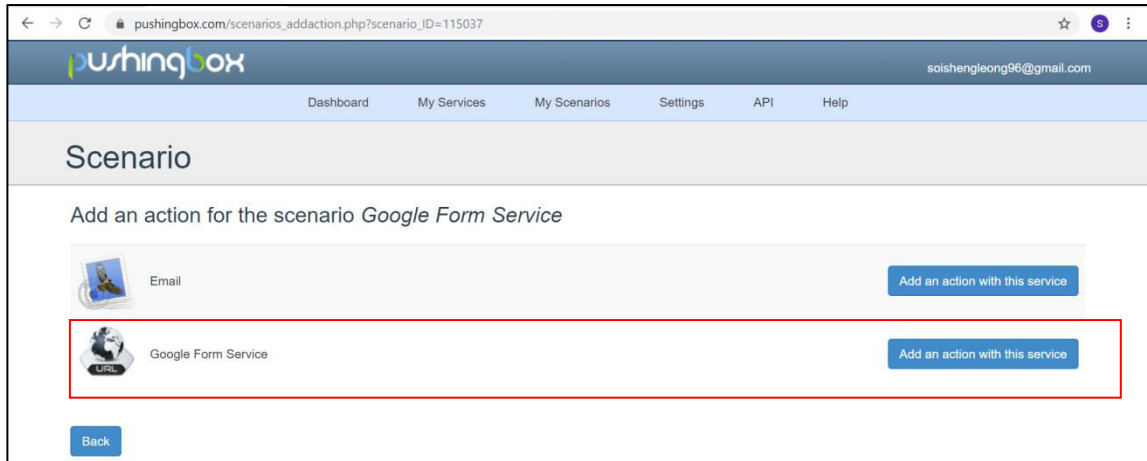 pushingbox.com/scenarios_addaction.php?scenario_ID=115037
S
pushingbox
soishengleong96@gmail.com
Dashboard My Services My Scenarios Settings API Help
Scenario
Add an action for the scenario Google Form Service
Email Add an action with this service
URL
Google Form Service Add an action with this service
Back